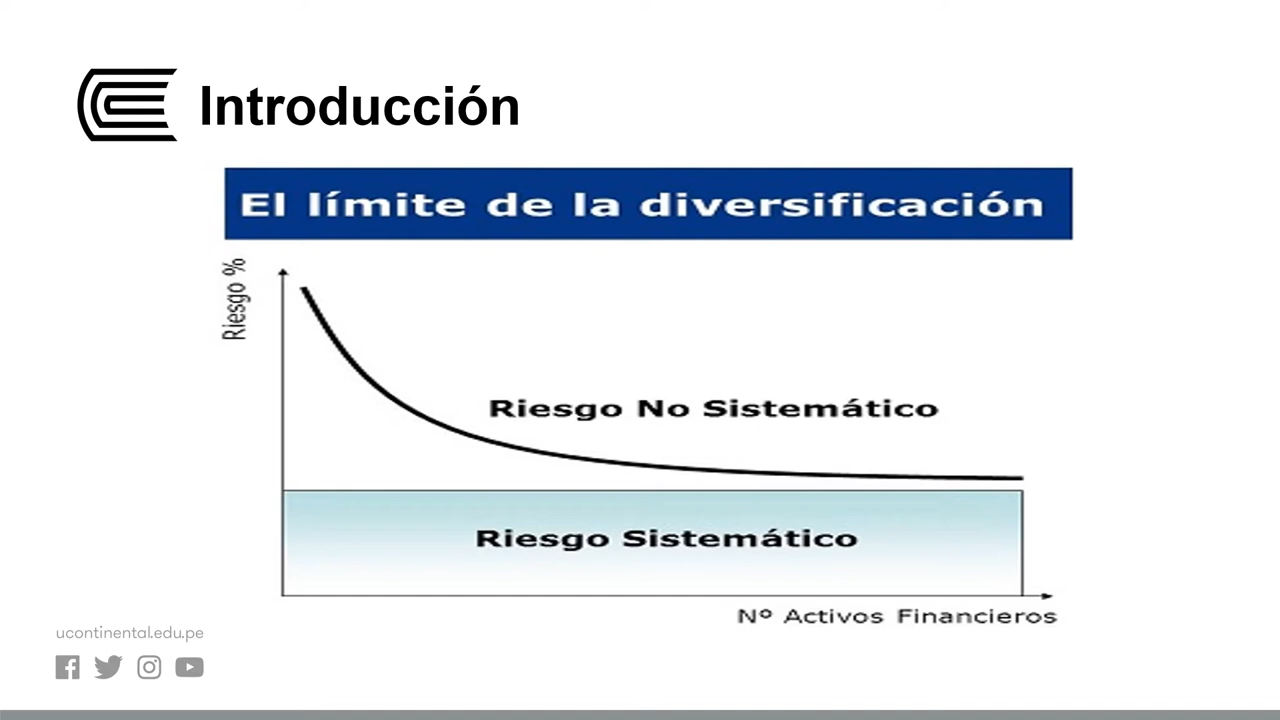 Introducción
El límite de la diversificación
Riesgo %
Riesgo No Sistemático
Riesgo Sistemático
Nº Activos Financieros
ucontinental.edu.pe